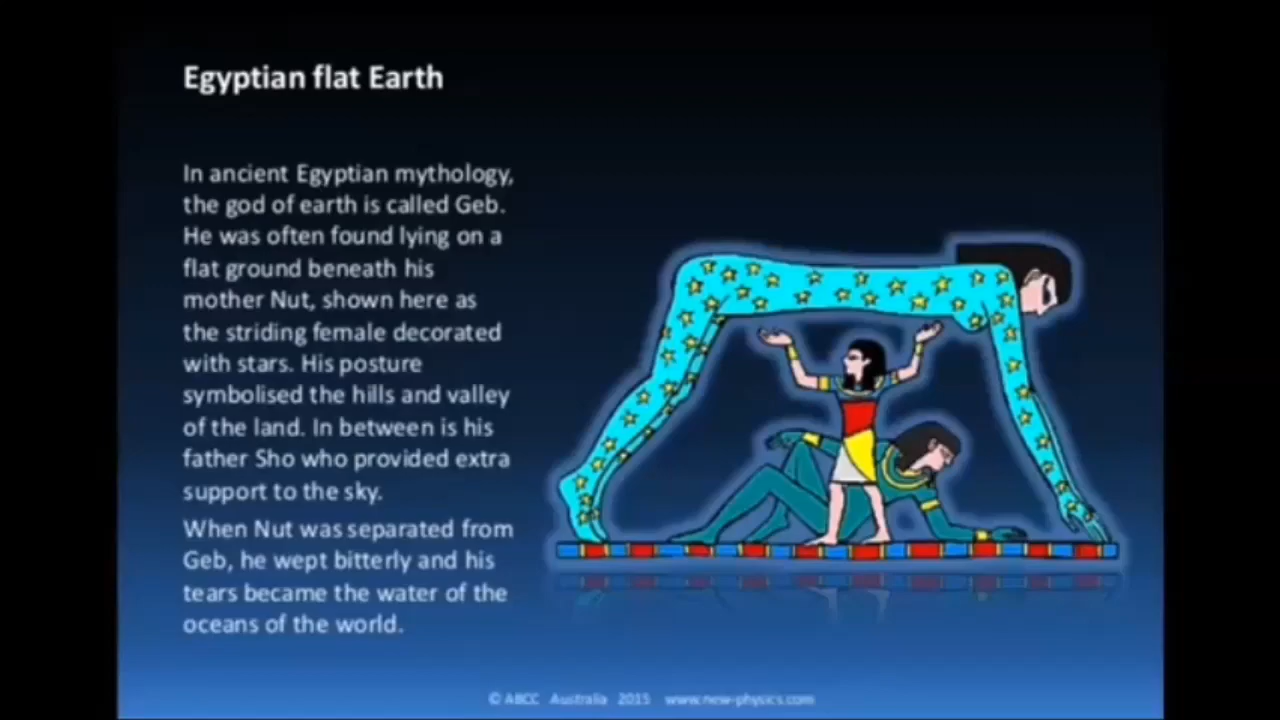 Egyptian flat Earth
In ancient Egyptian mythology,
the god of earth is called Geb.
He was often found lying on a
flat ground beneath his
mother Nut, shown here as
the striding female decorated
with stars. His posture
symbolised the hills and valley
of the land. In between is his
father Sho who provided extra
support to the sky.
When Nut was separated from
Geb, he wept bitterly and his
tears became the water of the
oceans of the world.
© ABCC Australia 2015 www.new-physics.com